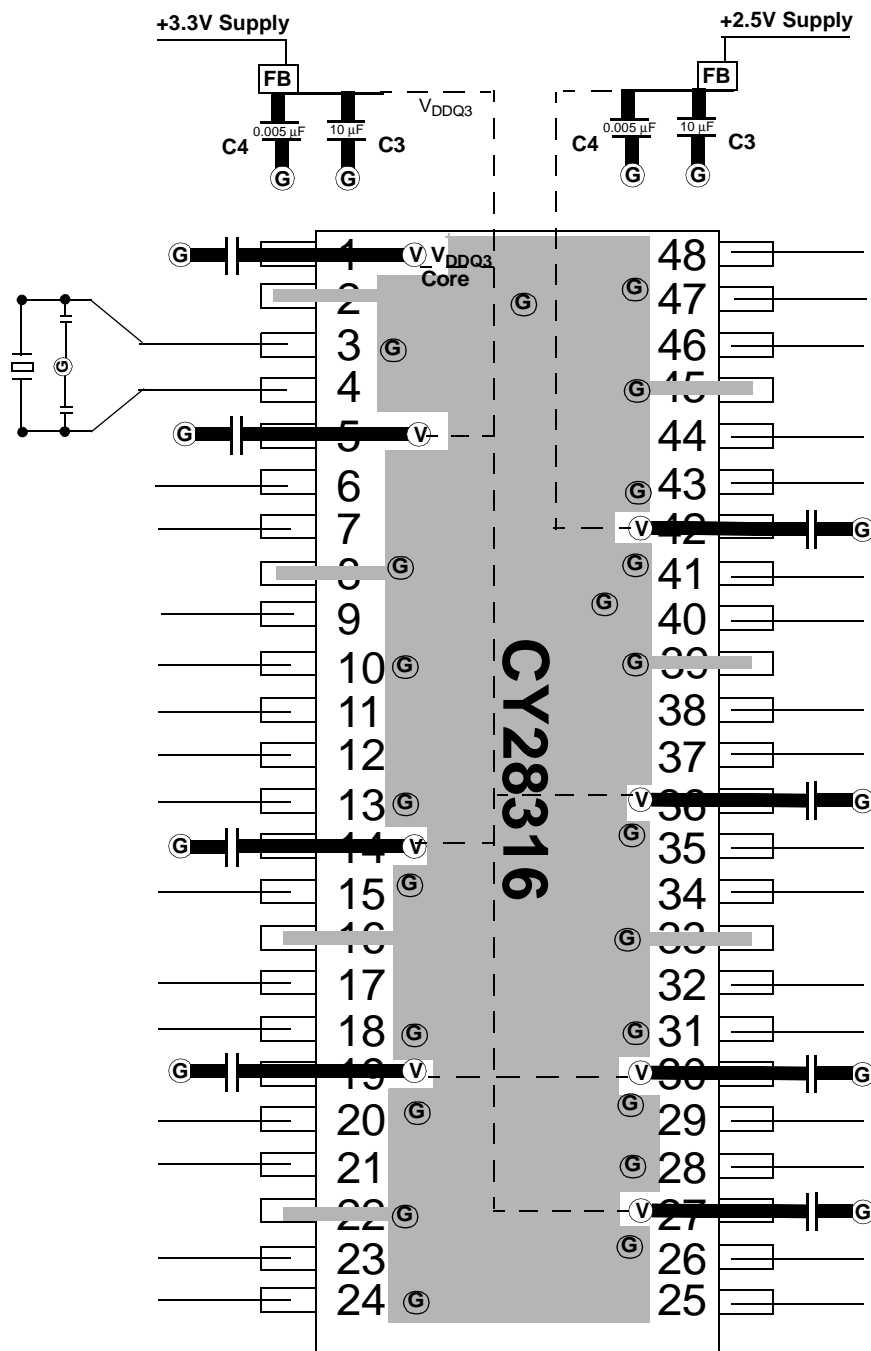 +3.3V Supply
+2.5V Supply
FB
FB
VDDQ3
0.005 µF
10 µF
C4
C3
0.005 µF
10 µF
C4
C3
G
G
G
G
G
1
V
VDDQ3
Core
48
2
G
G
47
3
G
46
G
4
G
45
G
5
V
44
6
G
43
7
V
42
G
8
G
G
41
9
G
40
10
G
G
39
11
38
12
37
13
G
V
36
G
G
14
V
G
35
15
G
34
16
G
33
17
32
18
G
G
31
G
19
V
V
30
G
20
G
G
29
21
G
28
22
G
V
27
G
23
G
26
24
G
25
CY28316